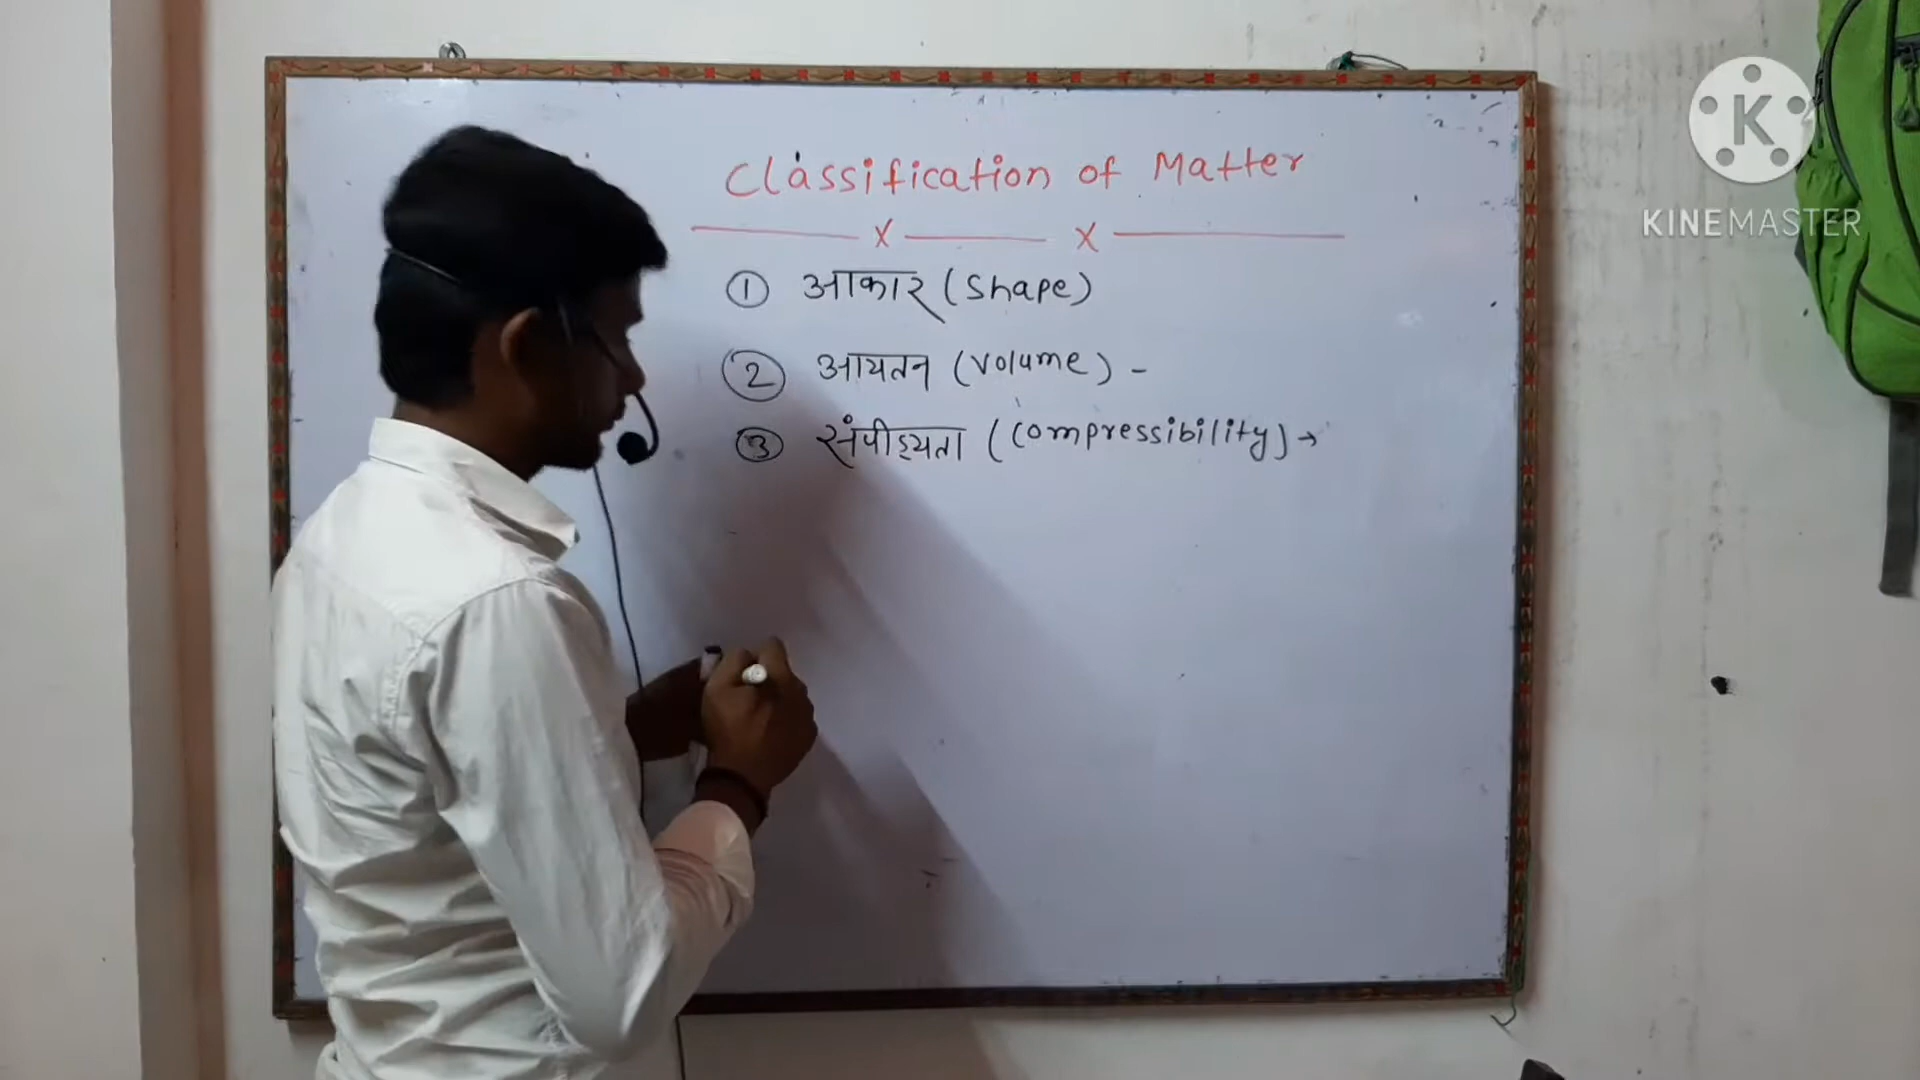 Classification of Matter
x x
① आकार (Shape)
② आयतन (Volume) -
③ संपीड्यता (Compressibility) →
K
KINEMASTER